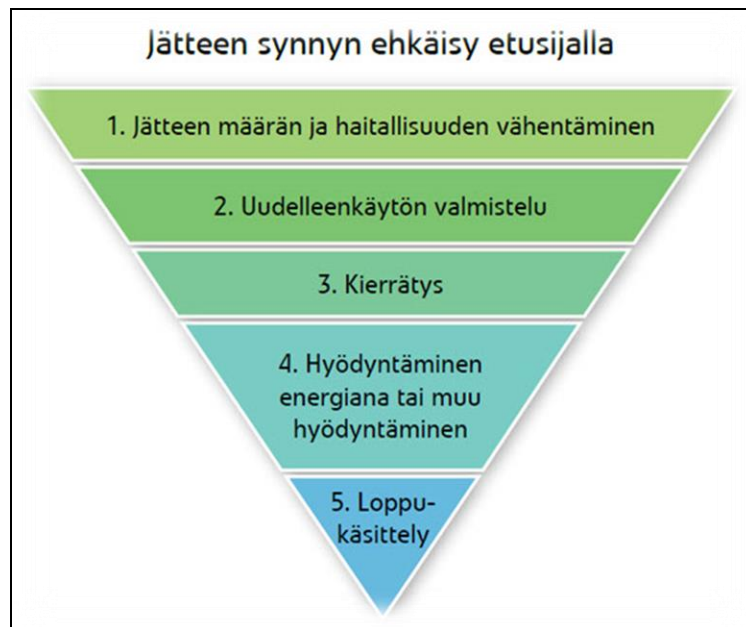 Jätteen synnyn ehkäisy etusijalla
1. Jätteen määrän ja haitallisuuden vähentäminen
2. Uudelleenkäytön valmistelu
3. Kierrätys
4. Hyödyntäminen
energiana tai muu
hyödyntäminen
5. Loppu-
käsittely